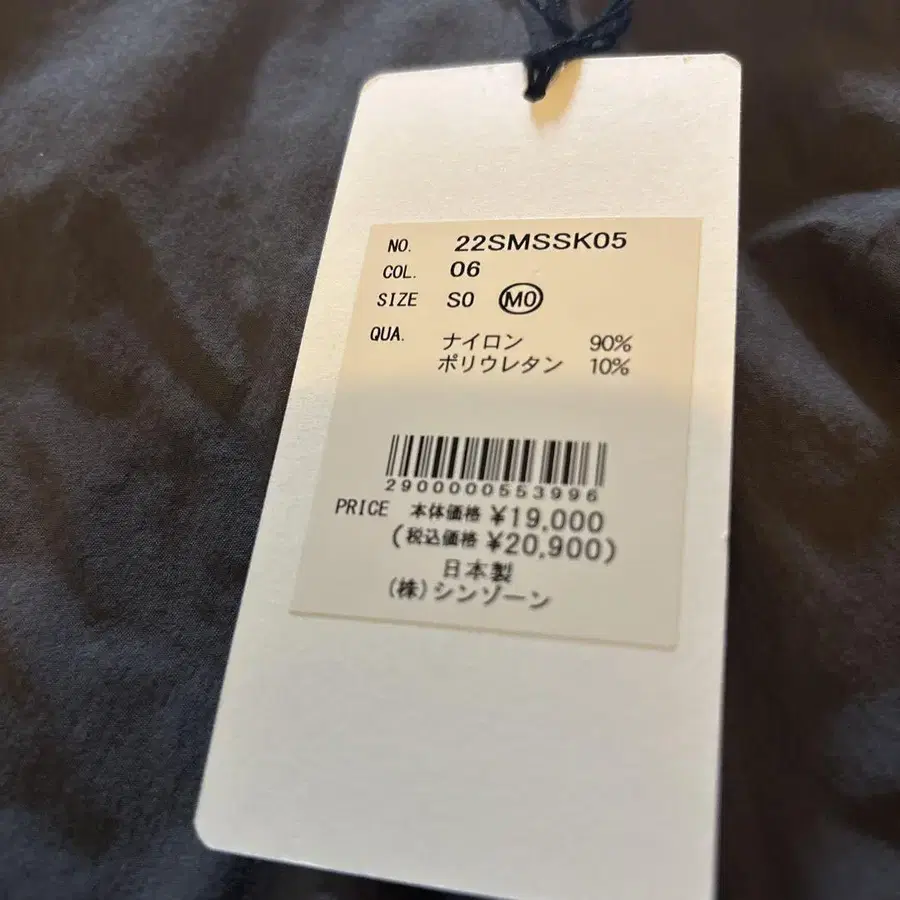 NO. 22SMSSK05
COL. 06
SIZE S0 M0
QUA. ナイロン 90%
ポリウレタン 10%
2900000553996
PRICE 本体価格 ¥19,000
(税込価格 ¥20,900)
日本製
(株)シンゾーン